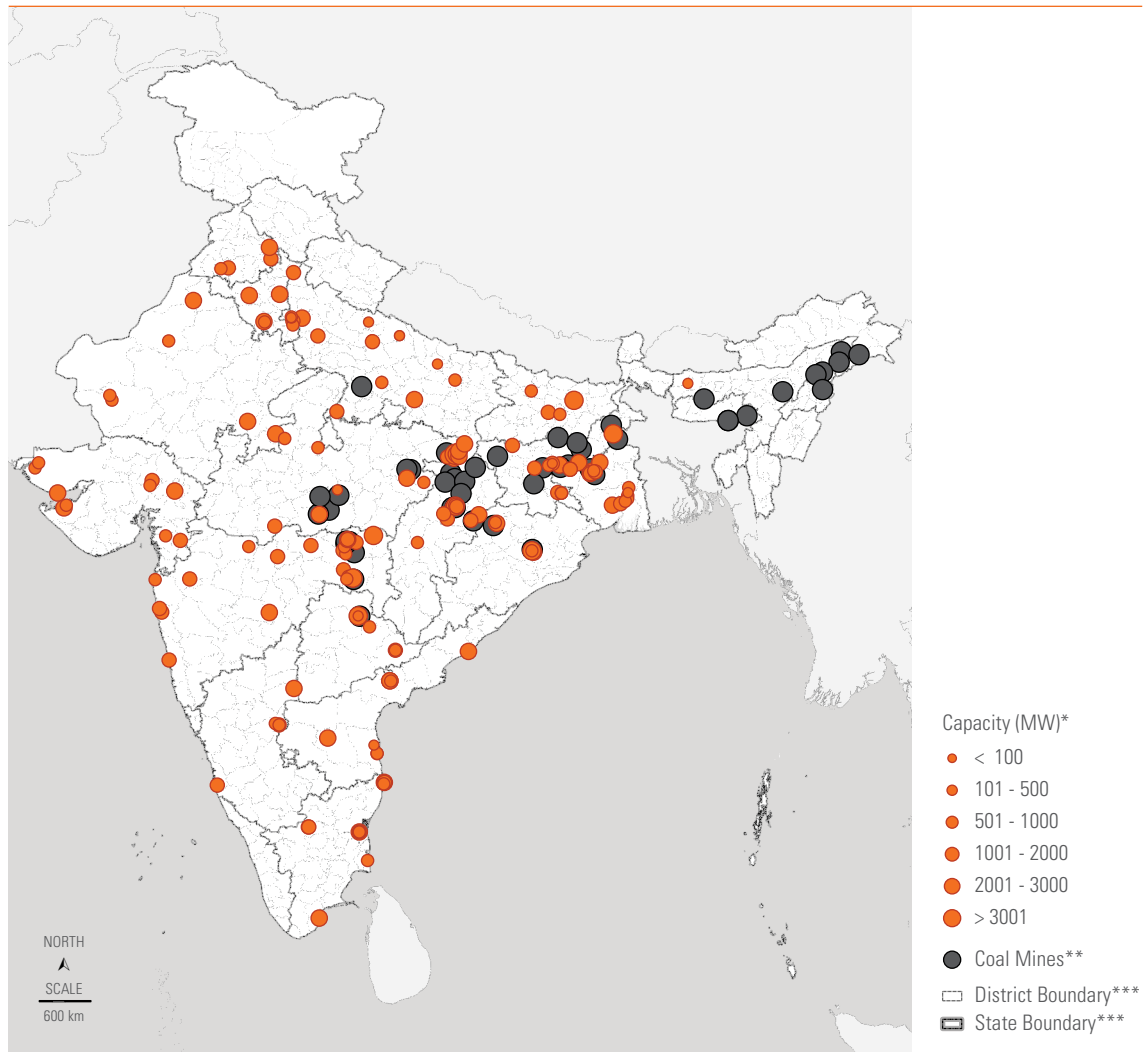 Capacity (MW)*
< 100
101 - 500
501 - 1000
1001 - 2000
2001 - 3000
> 3001
Coal Mines**
District Boundary***
State Boundary***
NORTH
SCALE
600 km